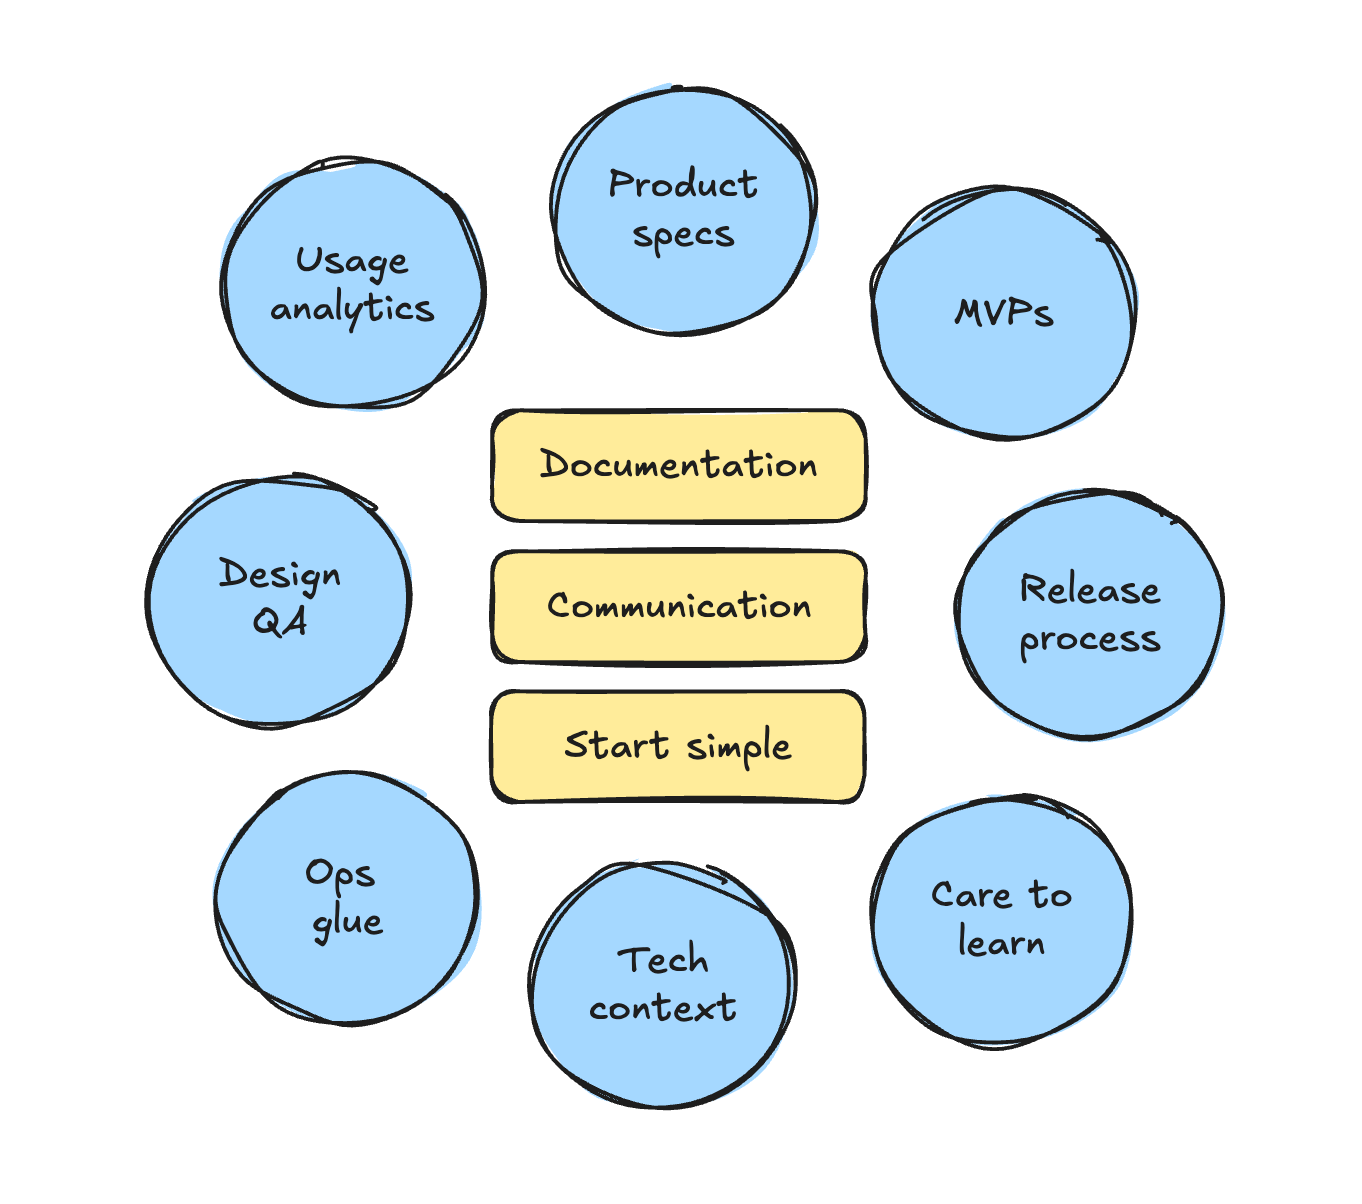 Product
specs
Usage
analytics
MVPs
Documentation
Design
QA
Communication
Release
process
Start simple
Ops
glue
Care to
learn
Tech
context